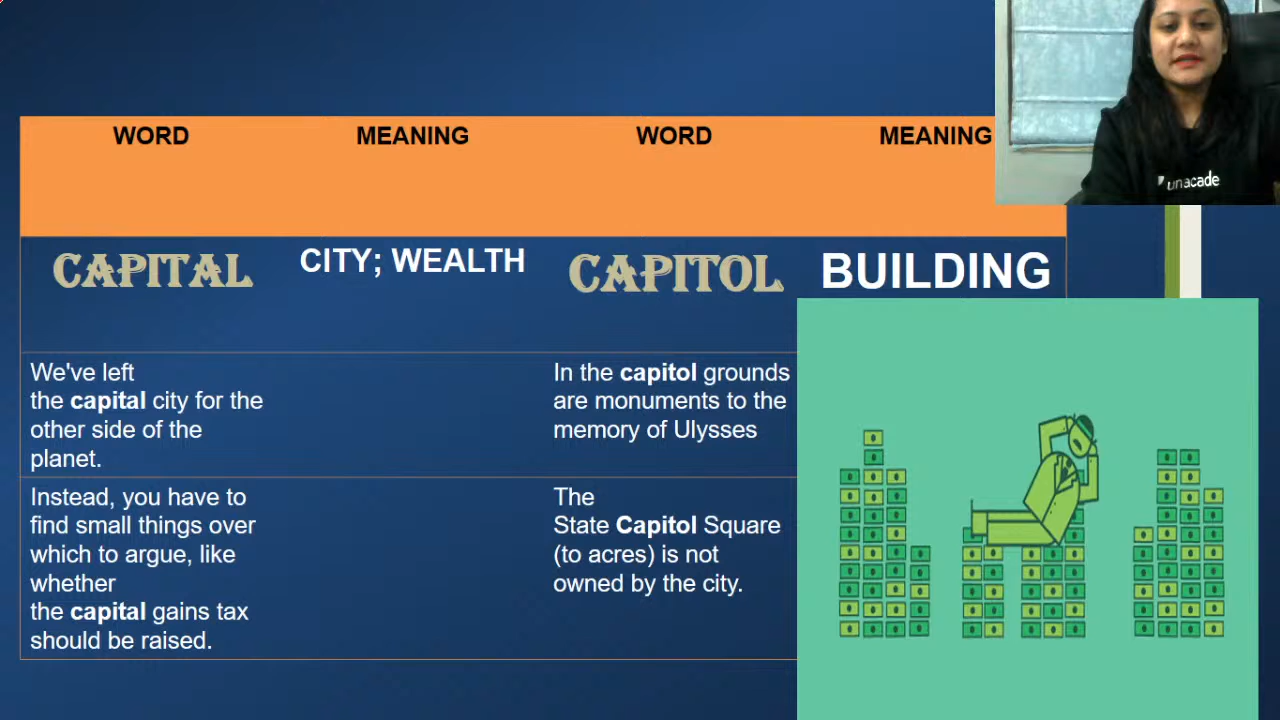 WORD MEANING WORD MEANING
unacade
CAPITAL CITY; WEALTH CAPITOL BUILDING
We've left
the capital city for the
other side of the
planet.
In the capitol grounds
are monuments to the
memory of Ulysses
Instead, you have to
find small things over
which to argue, like
whether
the capital gains tax
should be raised.
The
State Capitol Square
(to acres) is not
owned by the city.